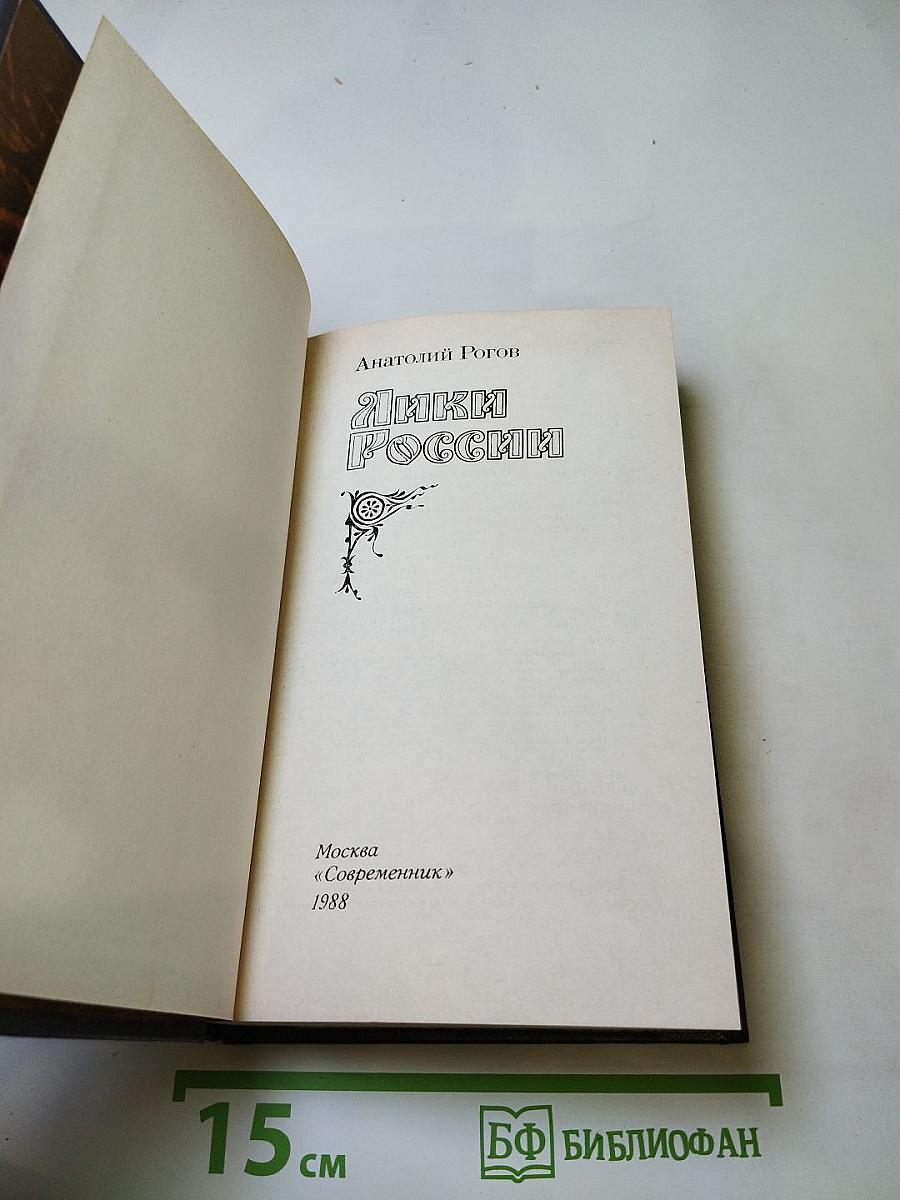 Анатолий Рогов
Лики
России
Москва
«Современник»
1988
15 см
БФ БИБЛИОФАН